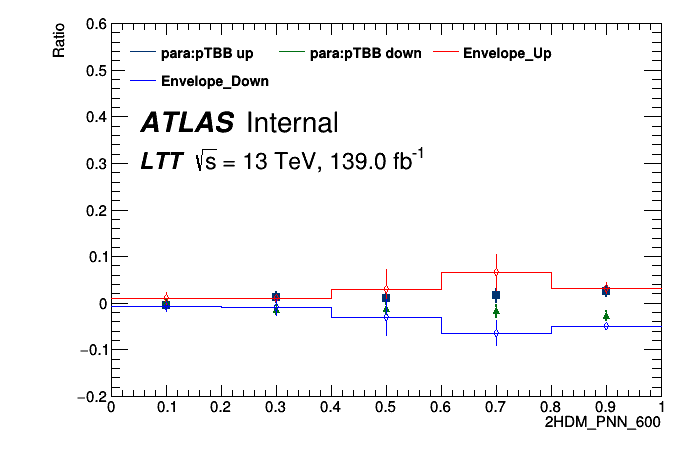 Ratio
0.6
0.5
0.4
0.3
0.2
0.1
0
−0.1
−0.2
para:pTBB up para:pTBB down Envelope_Up
Envelope_Down
ATLAS Internal
LTT √s = 13 TeV, 139.0 fb⁻¹
0 0.1 0.2 0.3 0.4 0.5 0.6 0.7 0.8 0.9 1
2HDM_PNN_600